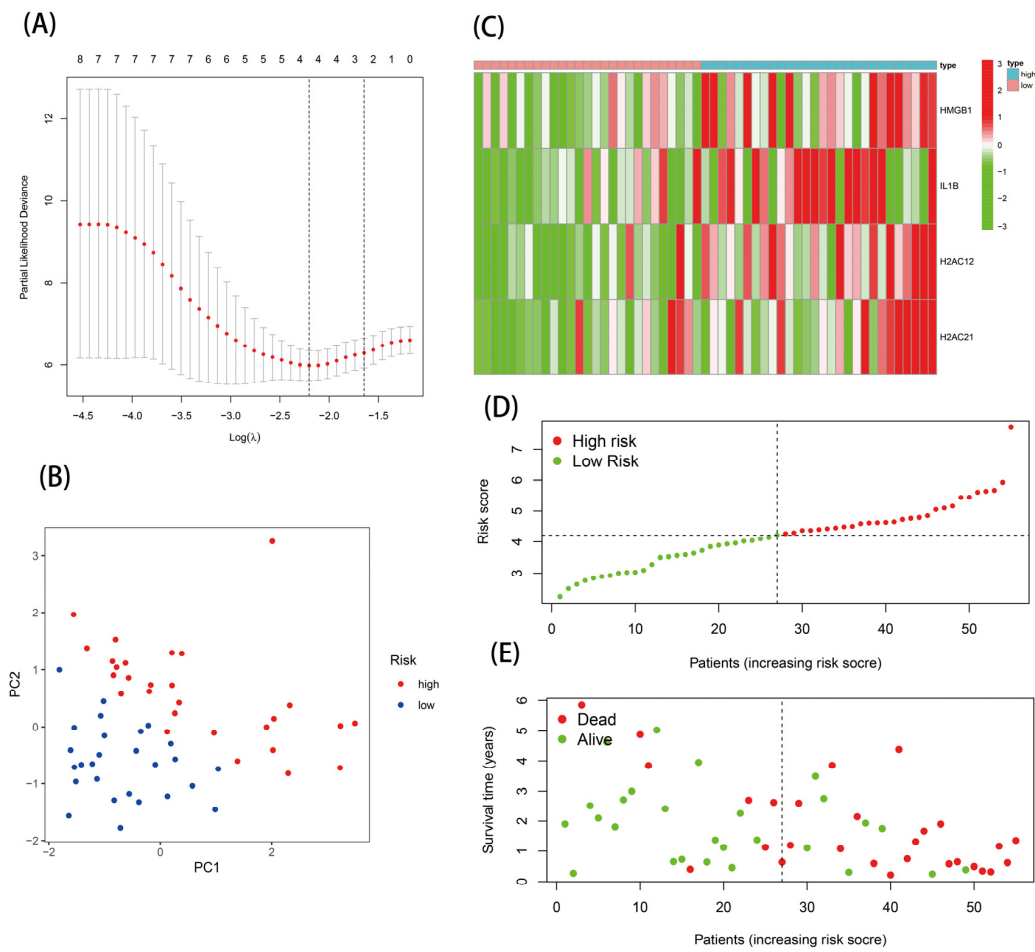 (A)
8 7 7 7 7 7 7 6 6 5 5 5 4 4 4 3 2 1 0
Partial Likelihood Deviance
12
10
8
6
−4.5 −4.0 −3.5 −3.0 −2.5 −2.0 −1.5
Log(λ)
(B)
PC2
3
2
1
0
−1
−2
−2 0 2
PC1
Risk
high
low
(C)
type
HMGB1
IL1B
H2AC12
H2AC21
3
2
1
0
−1
−2
−3
type
high
low
(D)
High risk
Low Risk
Risk score
7
6
5
4
3
0 10 20 30 40 50
Patients (increasing risk socre)
(E)
Dead
Alive
Survival time (years)
6
5
4
3
2
1
0
0 10 20 30 40 50
Patients (increasing risk socre)